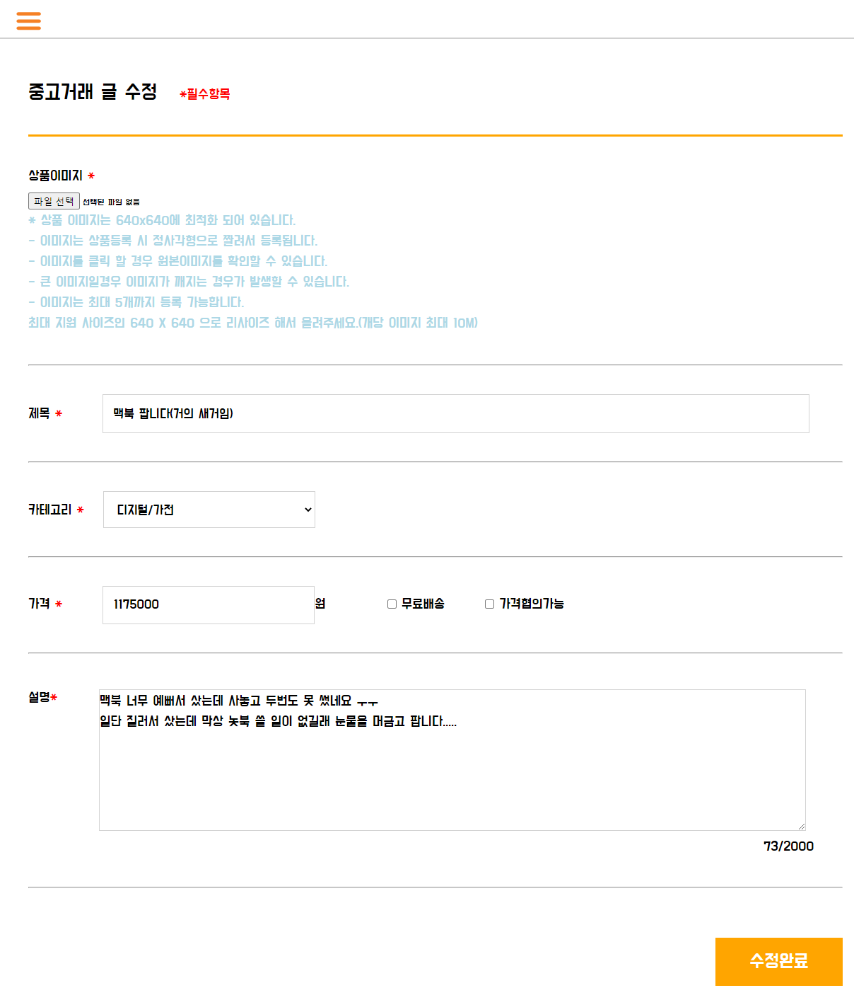 중고거래 글 수정 *필수항목
상품이미지 *
파일 선택 선택된 파일 없음
* 상품 이미지는 640x640에 최적화 되어 있습니다.
- 이미지는 상품등록 시 정사각형으로 짤려서 등록됩니다.
- 이미지를 클릭 할 경우 원본이미지를 확인할 수 있습니다.
- 큰 이미지일경우 이미지가 깨지는 경우가 발생할 수 있습니다.
- 이미지는 최대 5개까지 등록 가능합니다.
최대 지원 사이즈인 640 X 640 으로 리사이즈 해서 올려주세요.(개당 이미지 최대 10M)
제목 * 맥북 팝니다(거의 새거임)
카테고리 * 디지털/가전
가격 * 1175000원 무료배송 가격협의가능
설명* 맥북 너무 예뻐서 샀는데 사놓고 두번도 못 썼네요 ㅜㅜ
일단 질러서 샀는데 막상 놋북 쓸 일이 없길래 눈물을 머금고 팝니다.....
73/2000
수정완료